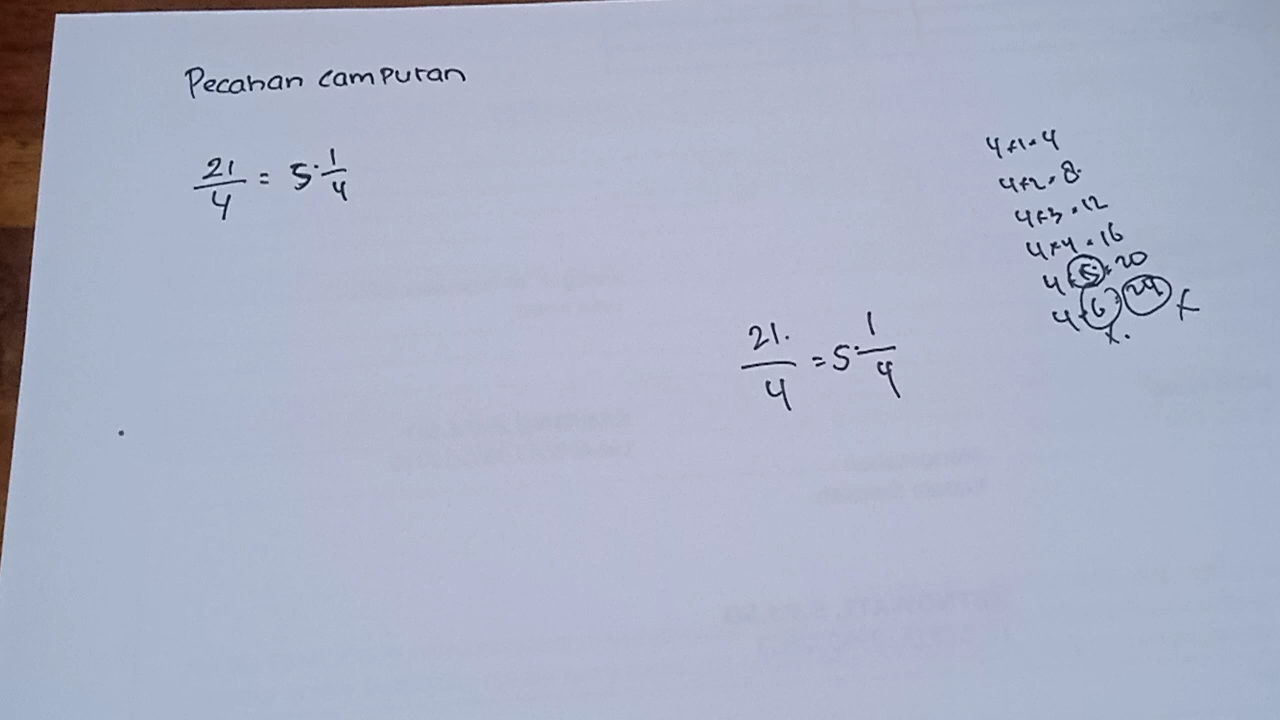 Pecahan campuran
21/4 = 5 1/4
4x1=4
4x2=8
4x3=12
4x4=16
4x5=20
4x6=24 x
x
21/4 = 5 1/4